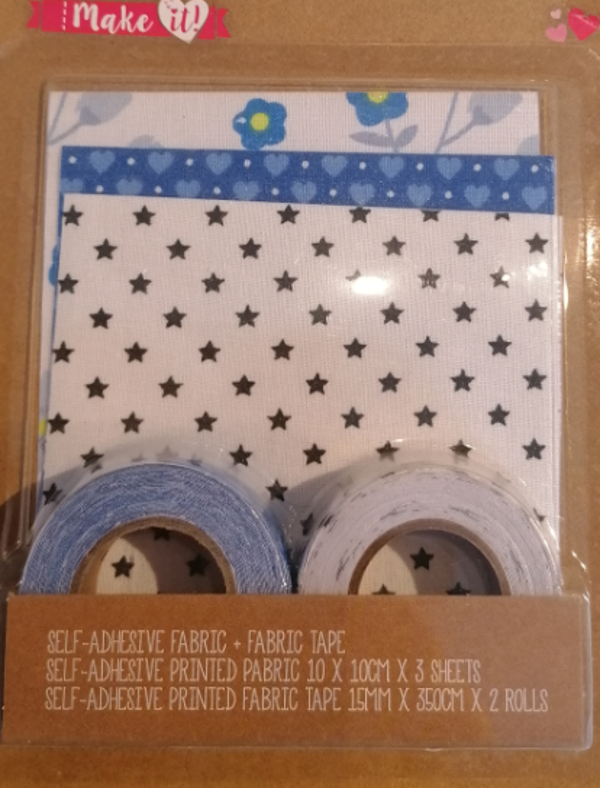 Make it!
SELF-ADHESIVE FABRIC + FABRIC TAPE
SELF-ADHESIVE PRINTED PABRIC 10 X 10CM X 3 SHEETS
SELF-ADHESIVE PRINTED FABRIC TAPE 15MM X 350CM X 2 ROLLS